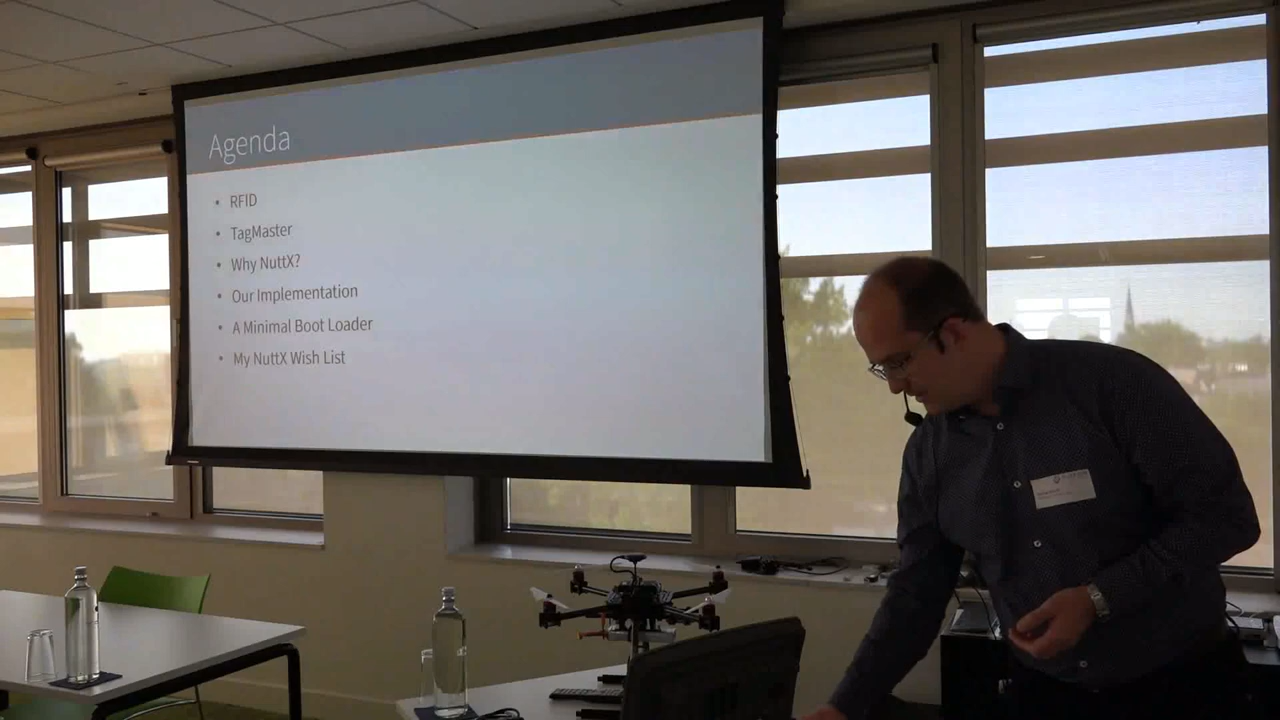 Agenda
• RFID
• TagMaster
• Why NuttX?
• Our Implementation
• A Minimal Boot Loader
• My NuttX Wish List